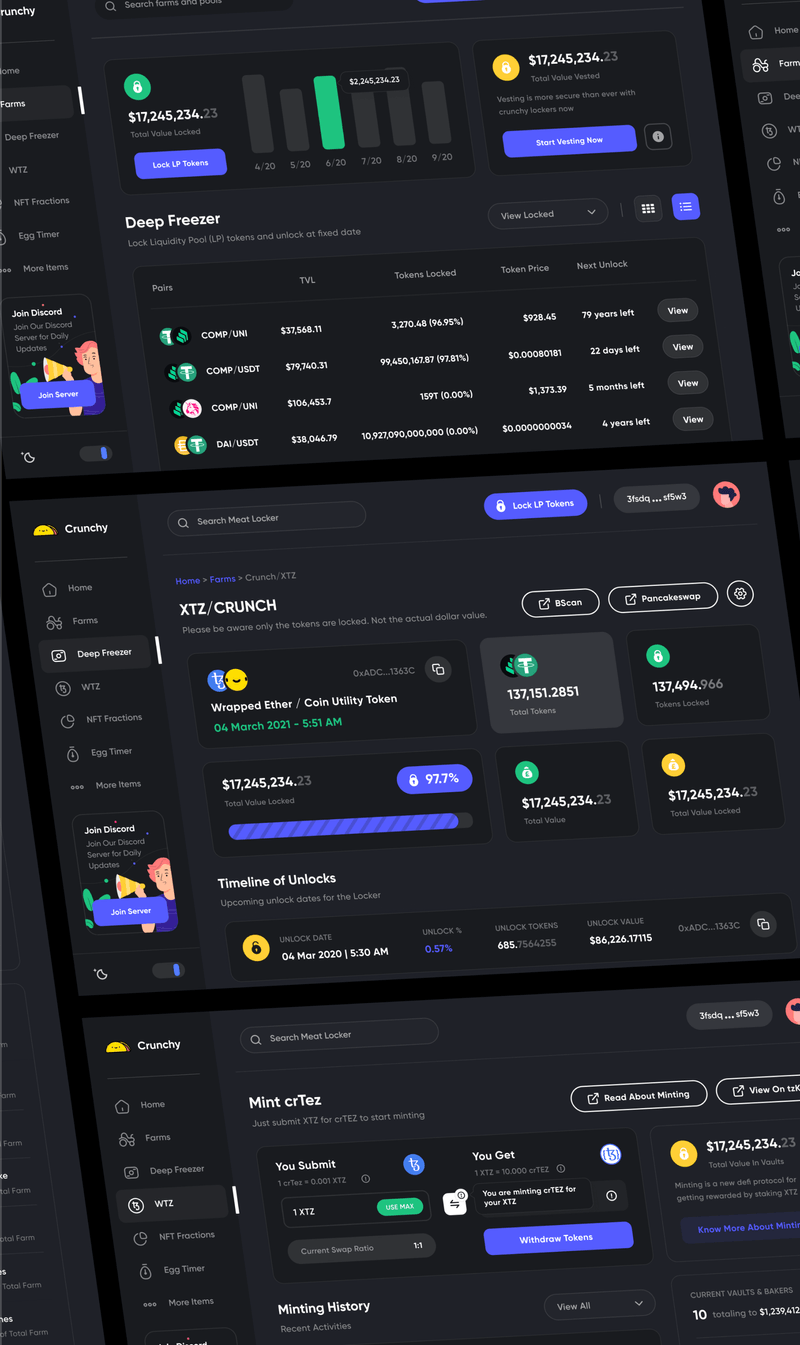 Crunchy
Search farms and pools
Home
Farms
Deep Freezer
WTZ
NFT Fractions
Egg Timer
More Items
Join Discord
Join Our Discord
Server for Daily
Updates
Join Server
$17,245,234.23
Total Value Locked
Lock LP Tokens
$2,245,234.23
4/20 5/20 6/20 7/20 8/20 9/20
$17,245,234.23
Total Value Vested
Vesting is more secure than ever with
crunchy lockers now
Start Vesting Now
Deep Freezer
Lock Liquidity Pool (LP) tokens and unlock at fixed date
View Locked
Pairs TVL Tokens Locked Token Price Next Unlock
COMP/UNI $37,568.11 3,270.48 (96.95%) $928.45 79 years left View
COMP/USDT $79,740.31 99,450,167.87 (97.81%) $0.00080181 22 days left View
COMP/UNI $106,453.7 159T (0.00%) $1,373.39 5 months left View
DAI/USDT $38,046.79 10,927,090,000,000 (0.00%) $0.0000000034 4 years left View
Home
Farm
Dee
WT
NF
Eg
Crunchy
Search Meat Locker
Lock LP Tokens
3fsdq ... sf5w3
Home
Farms
Deep Freezer
WTZ
NFT Fractions
Egg Timer
More Items
Join Discord
Join Our Discord
Server for Daily
Updates
Join Server
Home > Farms > Crunch/XTZ
XTZ/CRUNCH
Please be aware only the tokens are locked. Not the actual dollar value.
BScan
Pancakeswap
0xADC...1363C
Wrapped Ether / Coin Utility Token
04 March 2021 - 5:51 AM
137,151.2851
Total Tokens
137,494.966
Tokens Locked
$17,245,234.23
Total Value Locked
97.7%
$17,245,234.23
Total Value
$17,245,234.23
Total Value Locked
Timeline of Unlocks
Upcoming unlock dates for the Locker
UNLOCK DATE UNLOCK % UNLOCK TOKENS UNLOCK VALUE
04 Mar 2020 | 5:30 AM 0.57% 685.7564255 $86,226.17115 0xADC...1363C
Crunchy
Search Meat Locker
3fsdq ... sf5w3
Home
Farms
Deep Freezer
WTZ
NFT Fractions
Egg Timer
More Items
Join Discord
Mint crTez
Just submit XTZ for crTEZ to start minting
Read About Minting
View On tzK
You Submit
1 crTez = 0.001 XTZ
1 XTZ
USE MAX
Current Swap Ratio 1:1
You Get
1 XTZ = 10.000 crTEZ
You are minting crTEZ for
your XTZ
Withdraw Tokens
$17,245,234.23
Total Value In Vaults
Minting is a new defi protocol for
getting rewarded by staking XTZ
Know More About Mintin
Minting History
Recent Activities
View All
CURRENT VAULTS & BAKERS
10 totaling to $1,239,412
Farm
Total Farm
Total Farm
Total Farm
of Total Farm